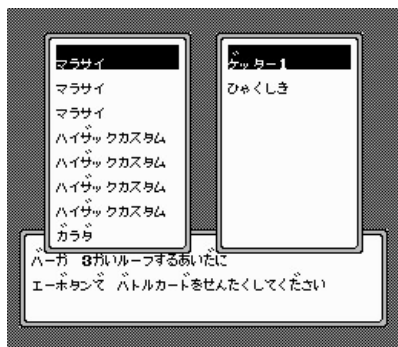 マラサイ
マラサイ
マラサイ
ハイザックカスタム
ハイザックカスタム
ハイザックカスタム
ハイザックカスタム
ガラダ
ゲッター1
ひゃくしき
バーガ 3かいループするあいだに
エーボタンで バトルカードをせんたくしてください